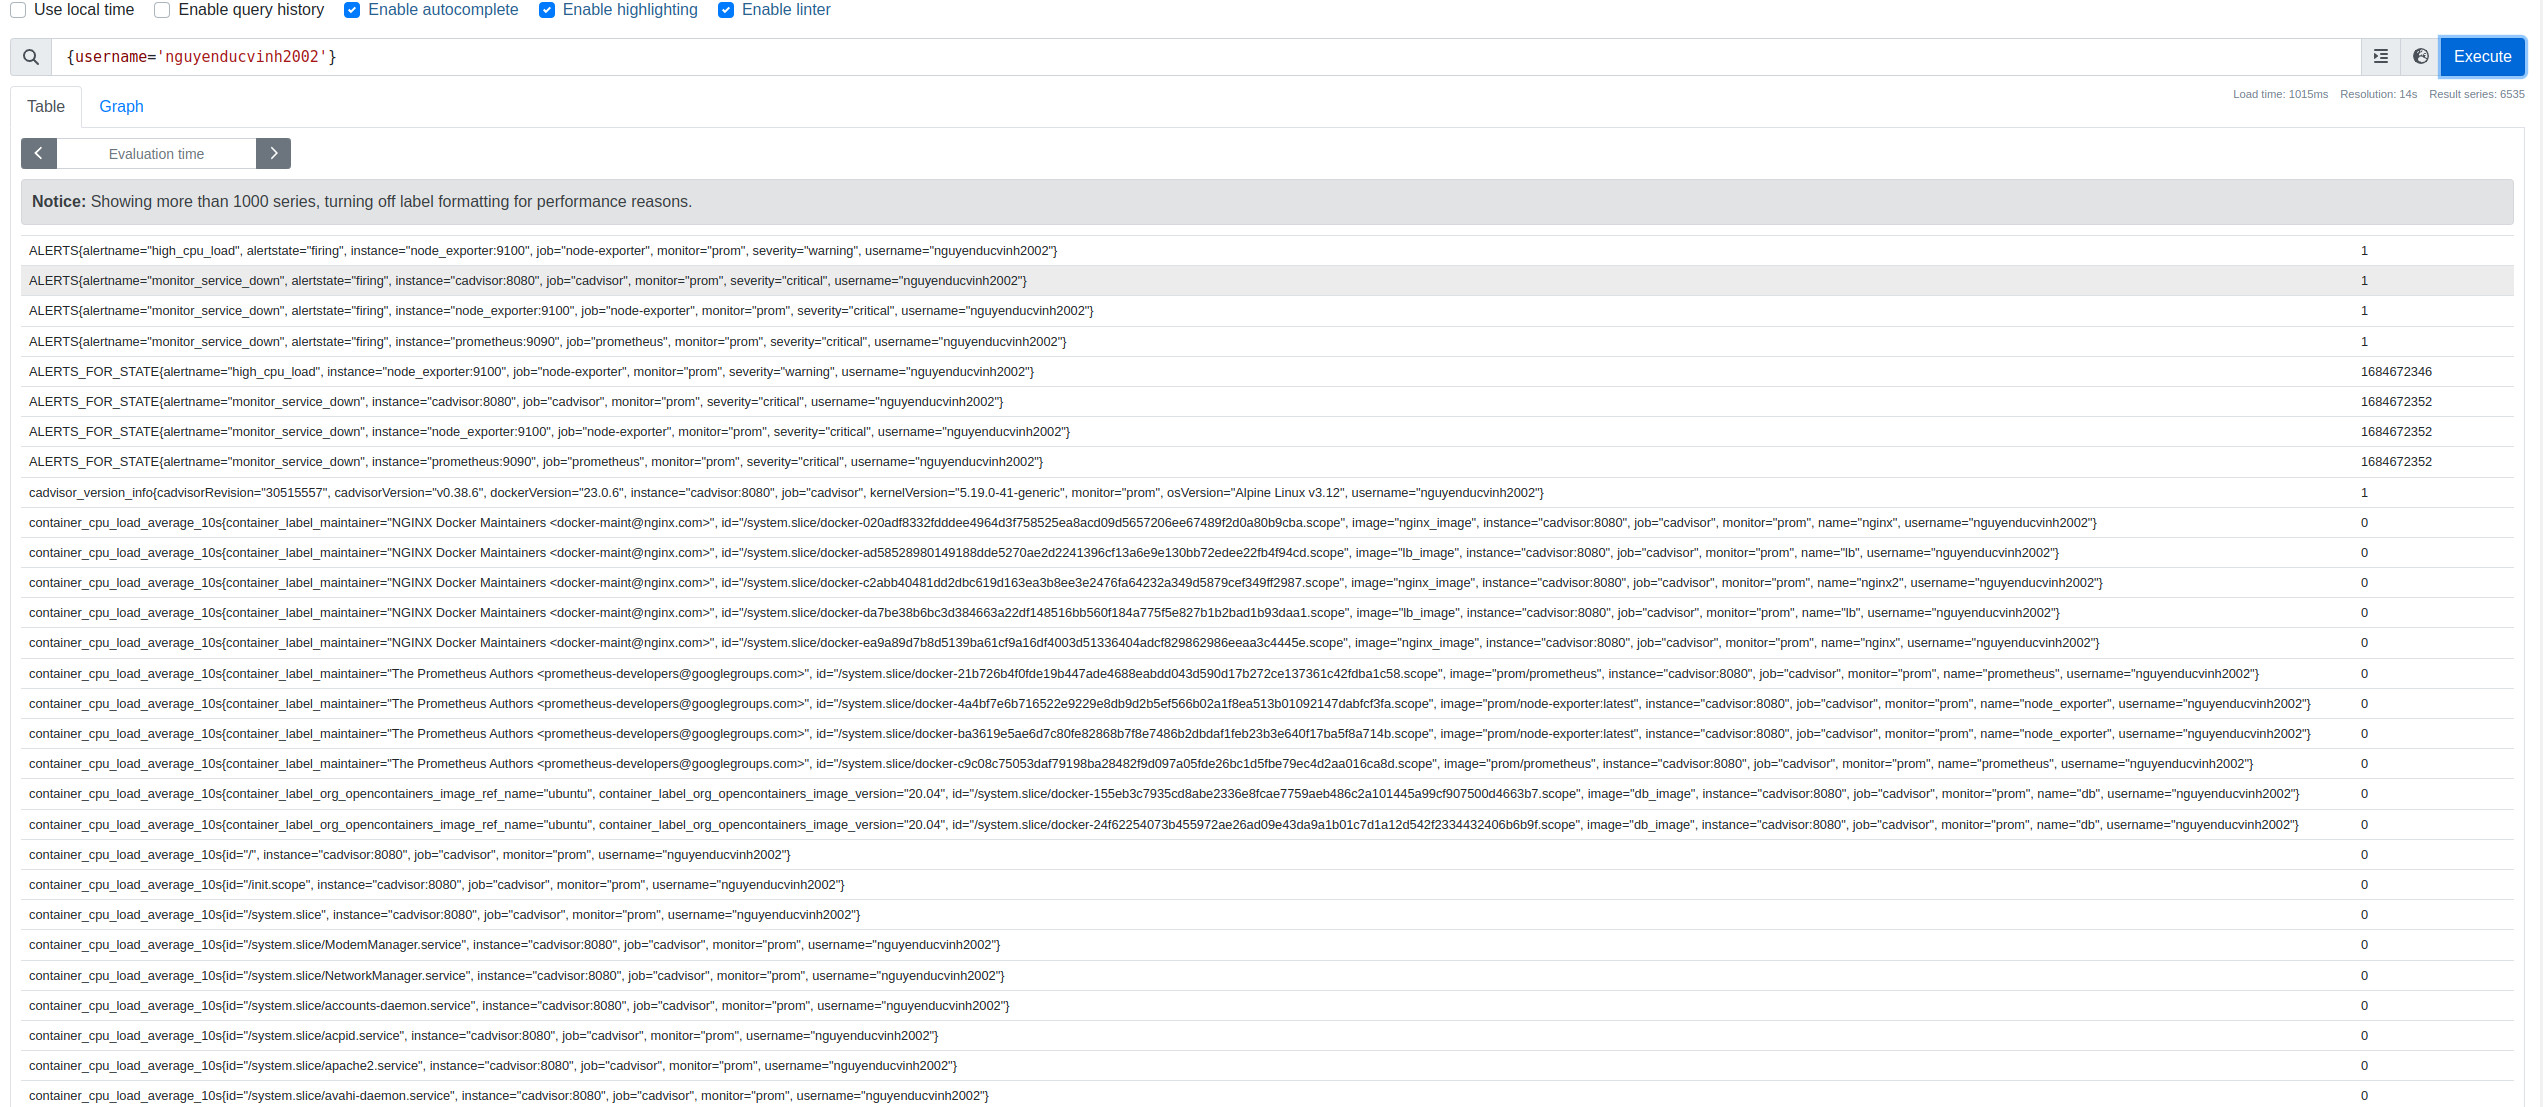 Use local time Enable query history Enable autocomplete Enable highlighting Enable linter
{username='nguyenducvinh2002'} Execute
Load time: 1015ms Resolution: 14s Result series: 6535
Table Graph
Evaluation time
Notice: Showing more than 1000 series, turning off label formatting for performance reasons.
ALERTS{alertname="high_cpu_load", alertstate="firing", instance="node_exporter:9100", job="node-exporter", monitor="prom", severity="warning", username="nguyenducvinh2002"} 1
ALERTS{alertname="monitor_service_down", alertstate="firing", instance="cadvisor:8080", job="cadvisor", monitor="prom", severity="critical", username="nguyenducvinh2002"} 1
ALERTS{alertname="monitor_service_down", alertstate="firing", instance="node_exporter:9100", job="node-exporter", monitor="prom", severity="critical", username="nguyenducvinh2002"} 1
ALERTS{alertname="monitor_service_down", alertstate="firing", instance="prometheus:9090", job="prometheus", monitor="prom", severity="critical", username="nguyenducvinh2002"} 1
ALERTS_FOR_STATE{alertname="high_cpu_load", instance="node_exporter:9100", job="node-exporter", monitor="prom", severity="warning", username="nguyenducvinh2002"} 1684672346
ALERTS_FOR_STATE{alertname="monitor_service_down", instance="cadvisor:8080", job="cadvisor", monitor="prom", severity="critical", username="nguyenducvinh2002"} 1684672352
ALERTS_FOR_STATE{alertname="monitor_service_down", instance="node_exporter:9100", job="node-exporter", monitor="prom", severity="critical", username="nguyenducvinh2002"} 1684672352
ALERTS_FOR_STATE{alertname="monitor_service_down", instance="prometheus:9090", job="prometheus", monitor="prom", severity="critical", username="nguyenducvinh2002"} 1684672352
cadvisor_version_info{cadvisorRevision="30515557", cadvisorVersion="v0.38.6", dockerVersion="23.0.6", instance="cadvisor:8080", job="cadvisor", kernelVersion="5.19.0-41-generic", monitor="prom", osVersion="Alpine Linux v3.12", username="nguyenducvinh2002"} 1
container_cpu_load_average_10s{container_label_maintainer="NGINX Docker Maintainers <docker-maint@nginx.com>", id="/system.slice/docker-020adf8332fdddee4964d3f758525ea8acd09d5657206ee67489f2d0a80b9cba.scope", image="nginx_image", instance="cadvisor:8080", job="cadvisor", monitor="prom", name="nginx", username="nguyenducvinh2002"} 0
container_cpu_load_average_10s{container_label_maintainer="NGINX Docker Maintainers <docker-maint@nginx.com>", id="/system.slice/docker-ad58528980149188dde5270ae2d2241396cf13a6e9e130bb72edee22fb4f94cd.scope", image="lb_image", instance="cadvisor:8080", job="cadvisor", monitor="prom", name="lb", username="nguyenducvinh2002"} 0
container_cpu_load_average_10s{container_label_maintainer="NGINX Docker Maintainers <docker-maint@nginx.com>", id="/system.slice/docker-c2abb40481dd2dbc619d163ea3b8ee3e2476fa64232a349d5879cef349ff2987.scope", image="nginx_image", instance="cadvisor:8080", job="cadvisor", monitor="prom", name="nginx2", username="nguyenducvinh2002"} 0
container_cpu_load_average_10s{container_label_maintainer="NGINX Docker Maintainers <docker-maint@nginx.com>", id="/system.slice/docker-da7be38b6bc3d384663a22df148516bb560f184a775f5e827b1b2bad1b93daa1.scope", image="lb_image", instance="cadvisor:8080", job="cadvisor", monitor="prom", name="lb", username="nguyenducvinh2002"} 0
container_cpu_load_average_10s{container_label_maintainer="NGINX Docker Maintainers <docker-maint@nginx.com>", id="/system.slice/docker-ea9a89d7b8d5139ba61cf9a16df4003d51336404adcf829862986eeaa3c4445e.scope", image="nginx_image", instance="cadvisor:8080", job="cadvisor", monitor="prom", name="nginx", username="nguyenducvinh2002"} 0
container_cpu_load_average_10s{container_label_maintainer="The Prometheus Authors <prometheus-developers@googlegroups.com>", id="/system.slice/docker-21b726b4f0fde19b447ade4688eabdd043d590d17b272ce137361c42fdba1c58.scope", image="prom/prometheus", instance="cadvisor:8080", job="cadvisor", monitor="prom", name="prometheus", username="nguyenducvinh2002"} 0
container_cpu_load_average_10s{container_label_maintainer="The Prometheus Authors <prometheus-developers@googlegroups.com>", id="/system.slice/docker-4a4bf7e6b716522e9229e8db9d2b5ef566b02a1f8ea513b01092147dabfcf3fa.scope", image="prom/node-exporter:latest", instance="cadvisor:8080", job="cadvisor", monitor="prom", name="node_exporter", username="nguyenducvinh2002"} 0
container_cpu_load_average_10s{container_label_maintainer="The Prometheus Authors <prometheus-developers@googlegroups.com>", id="/system.slice/docker-ba3619e5ae6d7c80fe82868b7f8e7486b2dbdaf1feb23b3e640f17ba5f8a714b.scope", image="prom/node-exporter:latest", instance="cadvisor:8080", job="cadvisor", monitor="prom", name="node_exporter", username="nguyenducvinh2002"} 0
container_cpu_load_average_10s{container_label_maintainer="The Prometheus Authors <prometheus-developers@googlegroups.com>", id="/system.slice/docker-c9c08c75053daf79198ba28482f9d097a05fde26bc1d5fbe79ec4d2aa016ca8d.scope", image="prom/prometheus", instance="cadvisor:8080", job="cadvisor", monitor="prom", name="prometheus", username="nguyenducvinh2002"} 0
container_cpu_load_average_10s{container_label_org_opencontainers_image_ref_name="ubuntu", container_label_org_opencontainers_image_version="20.04", id="/system.slice/docker-155eb3c7935cd8abe2336e8fcae7759aeb486c2a101445a99cf907500d4663b7.scope", image="db_image", instance="cadvisor:8080", job="cadvisor", monitor="prom", name="db", username="nguyenducvinh2002"} 0
container_cpu_load_average_10s{container_label_org_opencontainers_image_ref_name="ubuntu", container_label_org_opencontainers_image_version="20.04", id="/system.slice/docker-24f62254073b455972ae26ad09e43da9a1b01c7d1a12d542f2334432406b6b9f.scope", image="db_image", instance="cadvisor:8080", job="cadvisor", monitor="prom", name="db", username="nguyenducvinh2002"} 0
container_cpu_load_average_10s{id="/", instance="cadvisor:8080", job="cadvisor", monitor="prom", username="nguyenducvinh2002"} 0
container_cpu_load_average_10s{id="/init.scope", instance="cadvisor:8080", job="cadvisor", monitor="prom", username="nguyenducvinh2002"} 0
container_cpu_load_average_10s{id="/system.slice", instance="cadvisor:8080", job="cadvisor", monitor="prom", username="nguyenducvinh2002"} 0
container_cpu_load_average_10s{id="/system.slice/ModemManager.service", instance="cadvisor:8080", job="cadvisor", monitor="prom", username="nguyenducvinh2002"} 0
container_cpu_load_average_10s{id="/system.slice/NetworkManager.service", instance="cadvisor:8080", job="cadvisor", monitor="prom", username="nguyenducvinh2002"} 0
container_cpu_load_average_10s{id="/system.slice/accounts-daemon.service", instance="cadvisor:8080", job="cadvisor", monitor="prom", username="nguyenducvinh2002"} 0
container_cpu_load_average_10s{id="/system.slice/acpid.service", instance="cadvisor:8080", job="cadvisor", monitor="prom", username="nguyenducvinh2002"} 0
container_cpu_load_average_10s{id="/system.slice/apache2.service", instance="cadvisor:8080", job="cadvisor", monitor="prom", username="nguyenducvinh2002"} 0
container_cpu_load_average_10s{id="/system.slice/avahi-daemon.service", instance="cadvisor:8080", job="cadvisor", monitor="prom", username="nguyenducvinh2002"} 0